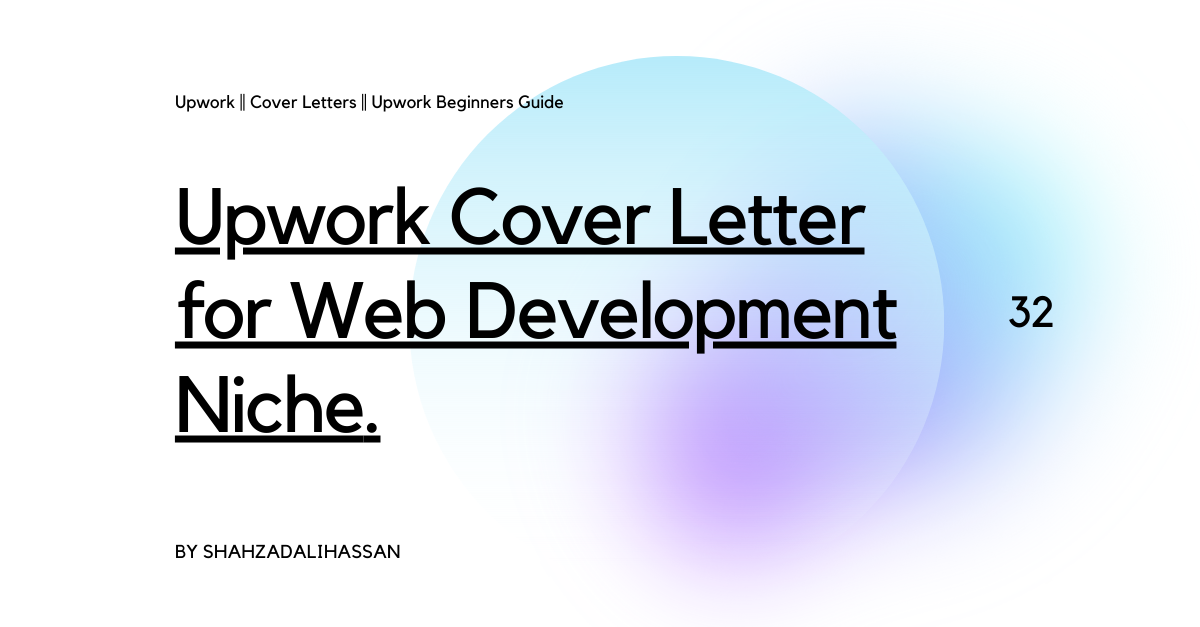 Upwork || Cover Letters || Upwork Beginners Guide
Upwork Cover Letter
for Web Development
Niche.
32
BY SHAHZADALIHASSAN